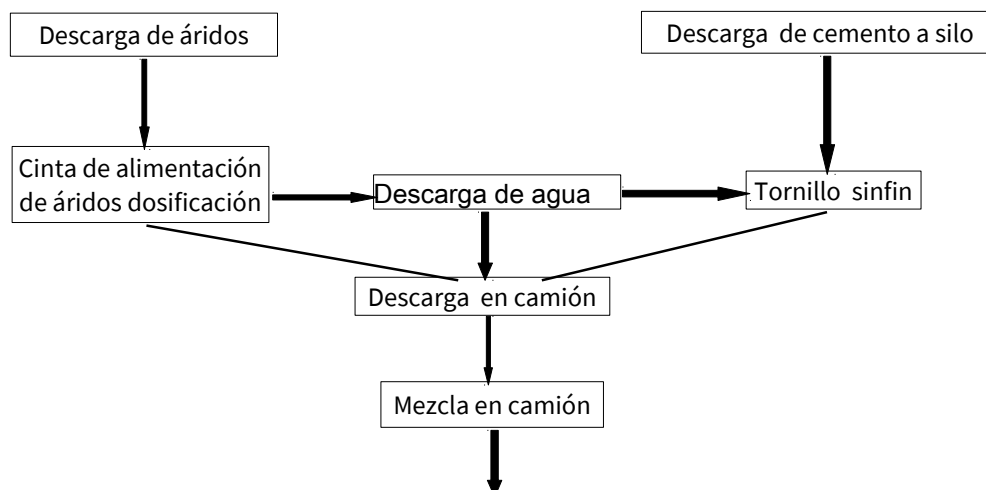 Descarga de áridos
Descarga de cemento a silo
Cinta de alimentación
de áridos dosificación
Descarga de agua
Tornillo sinfin
Descarga en camión
Mezcla en camión